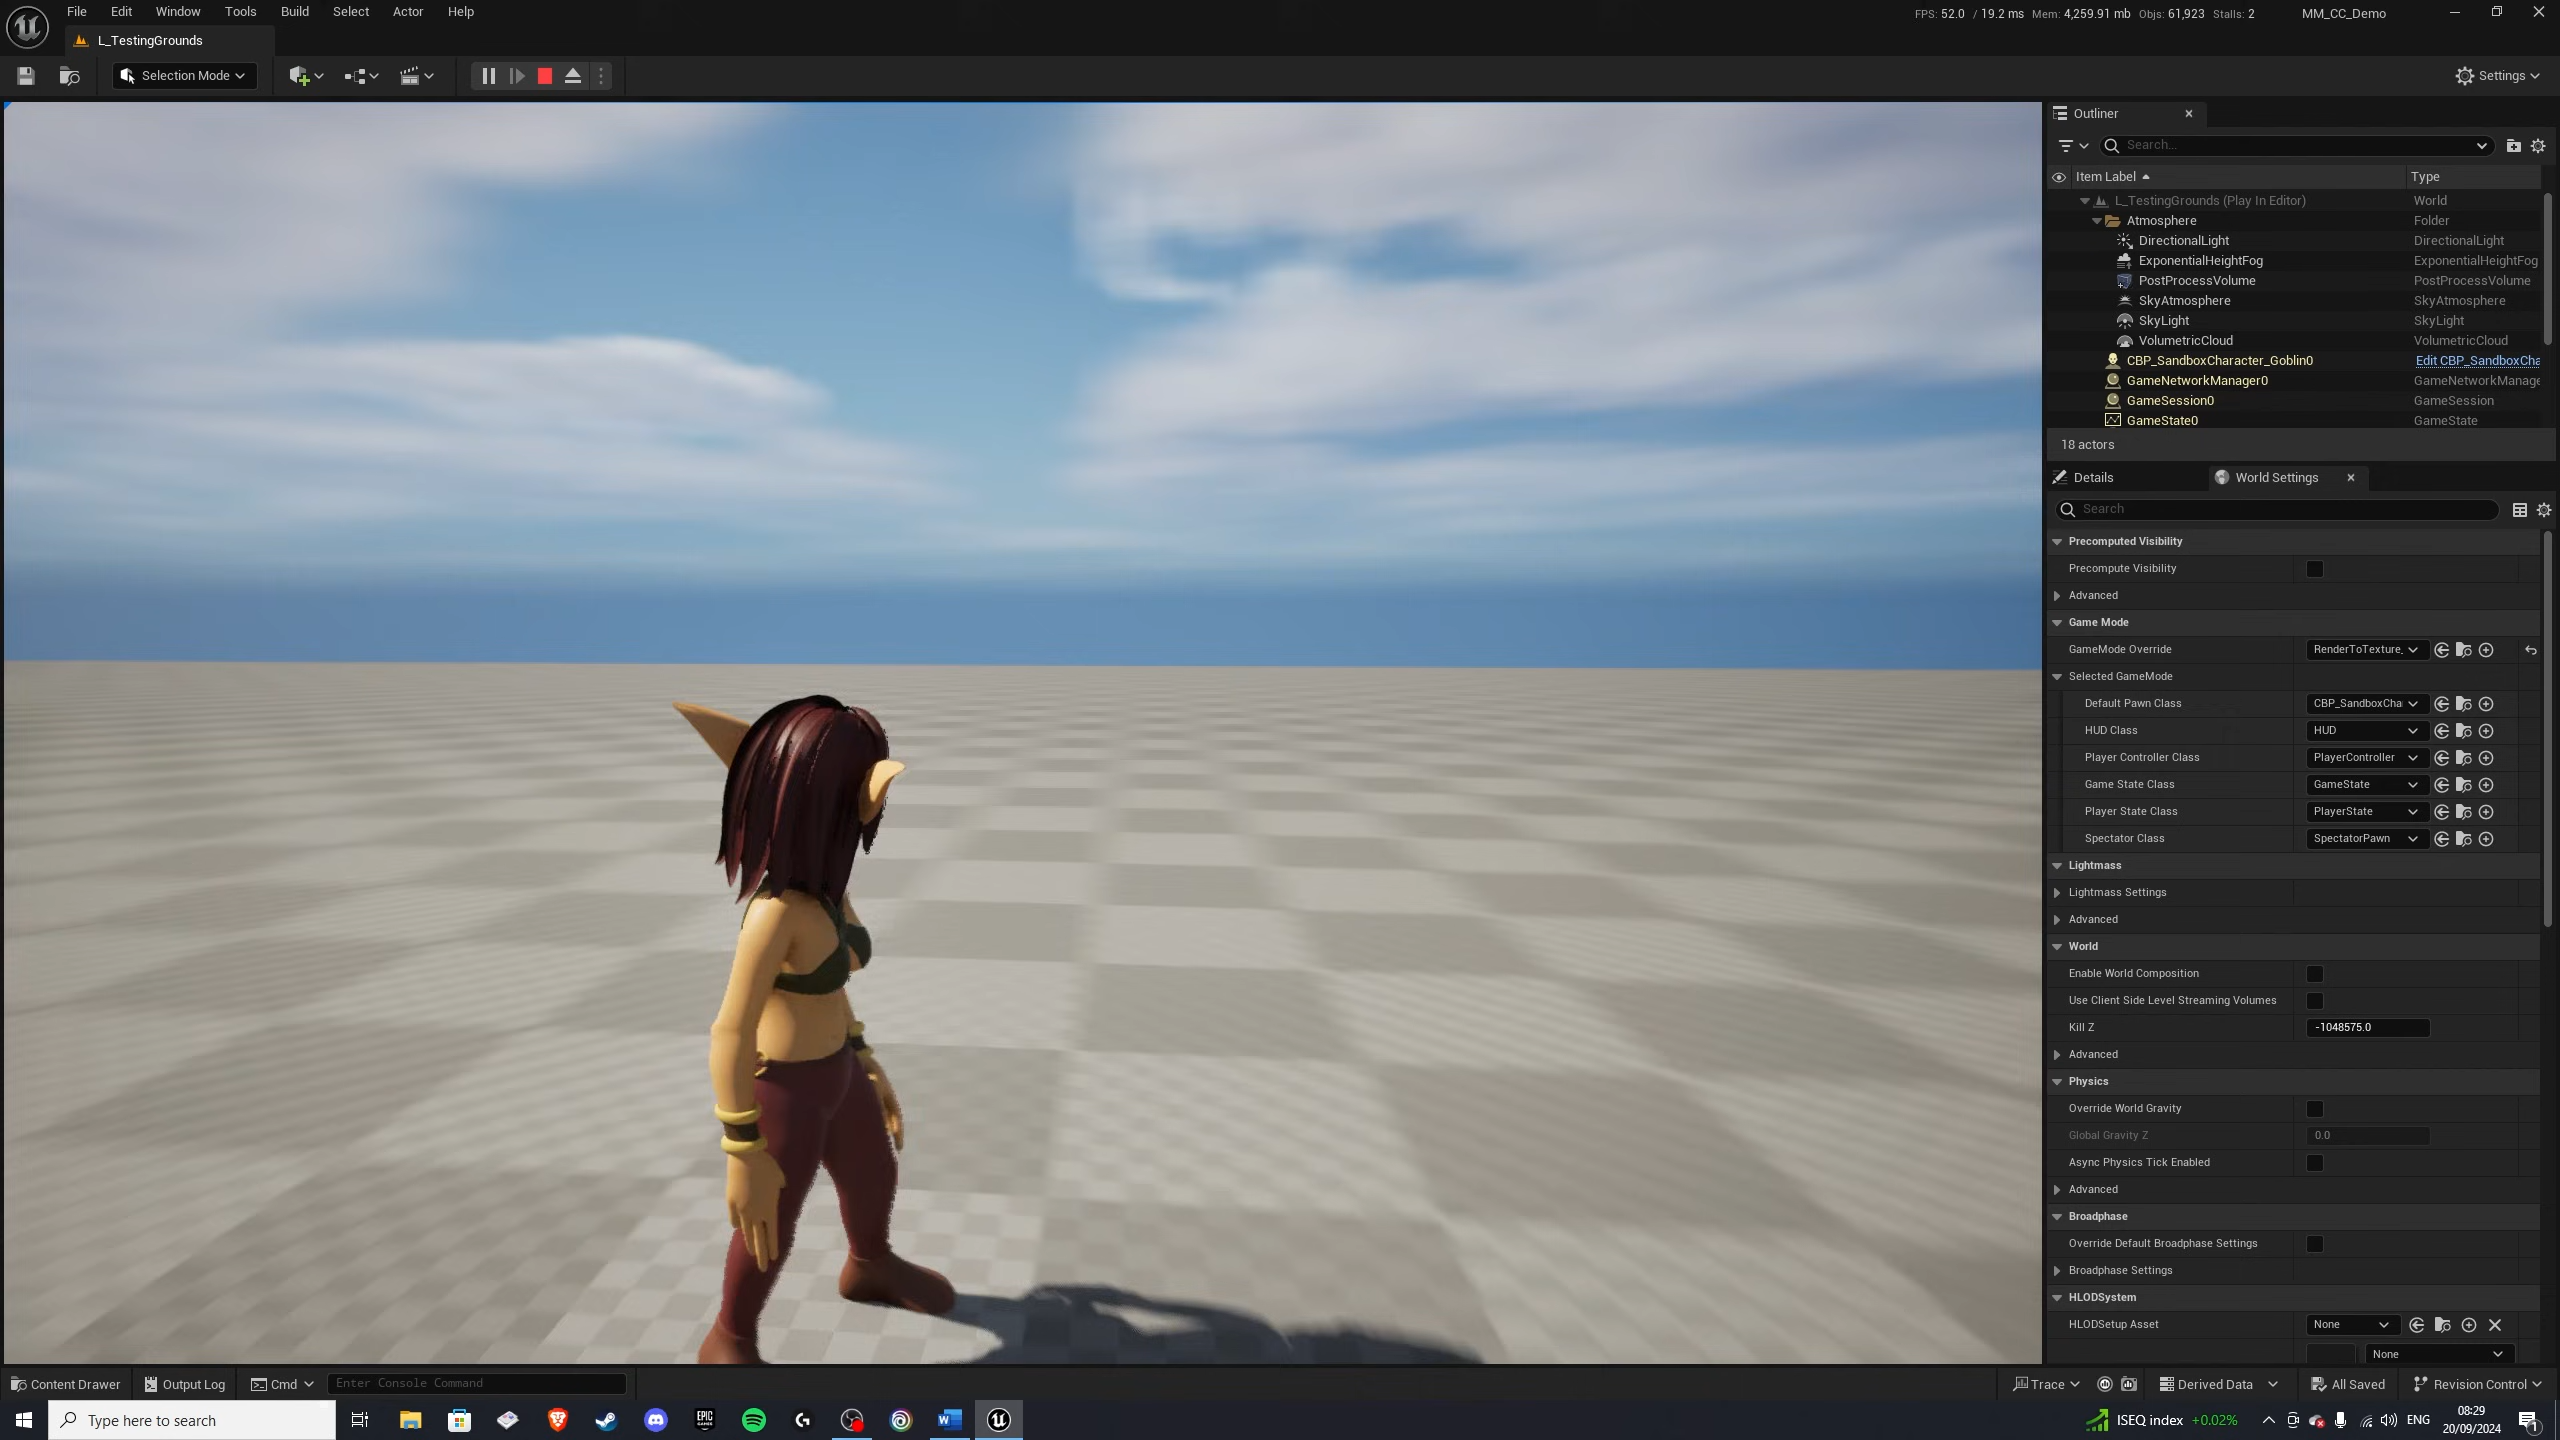 File Edit Window Tools Build Select Actor Help
FPS: 52.0 / 19.2 ms Mem: 4,259.91 mb Objs: 61,923 Stalls: 2 MM_CC_Demo
L_TestingGrounds
Selection Mode
Settings
Outliner
Search...
Item Label Type
L_TestingGrounds (Play In Editor) World
Atmosphere Folder
DirectionalLight DirectionalLight
ExponentialHeightFog ExponentialHeightFog
PostProcessVolume PostProcessVolume
SkyAtmosphere SkyAtmosphere
SkyLight SkyLight
VolumetricCloud VolumetricCloud
CBP_SandboxCharacter_Goblin0 Edit CBP_SandboxCha
GameNetworkManager0 GameNetworkManage
GameSession0 GameSession
GameState0 GameState
18 actors
Details World Settings
Search
Precomputed Visibility
Precompute Visibility
Advanced
Game Mode
GameMode Override RenderToTexture_
Selected GameMode
Default Pawn Class CBP_SandboxCha
HUD Class HUD
Player Controller Class PlayerController
Game State Class GameState
Player State Class PlayerState
Spectator Class SpectatorPawn
Lightmass
Lightmass Settings
Advanced
World
Enable World Composition
Use Client Side Level Streaming Volumes
Kill Z -1048575.0
Advanced
Physics
Override World Gravity
Global Gravity Z 0.0
Async Physics Tick Enabled
Advanced
Broadphase
Override Default Broadphase Settings
Broadphase Settings
HLODSystem
HLODSetup Asset None
None
Content Drawer Output Log Cmd Enter Console Command Trace Derived Data All Saved Revision Control
Type here to search EPIC GAMES W ISEQ index +0.02% ENG 08:29
20/09/2024 1